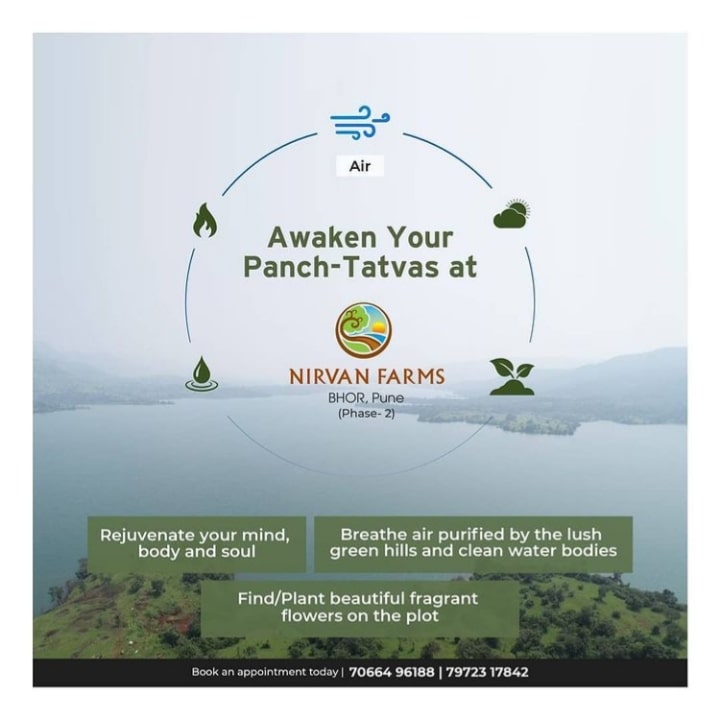 Air
Awaken Your
Panch-Tatvas at
NIRVAN FARMS
BHOR, Pune
(Phase- 2)
Rejuvenate your mind,
body and soul
Breathe air purified by the lush
green hills and clean water bodies
Find/Plant beautiful fragrant
flowers on the plot
Book an appointment today | 70664 96188 | 79723 17842